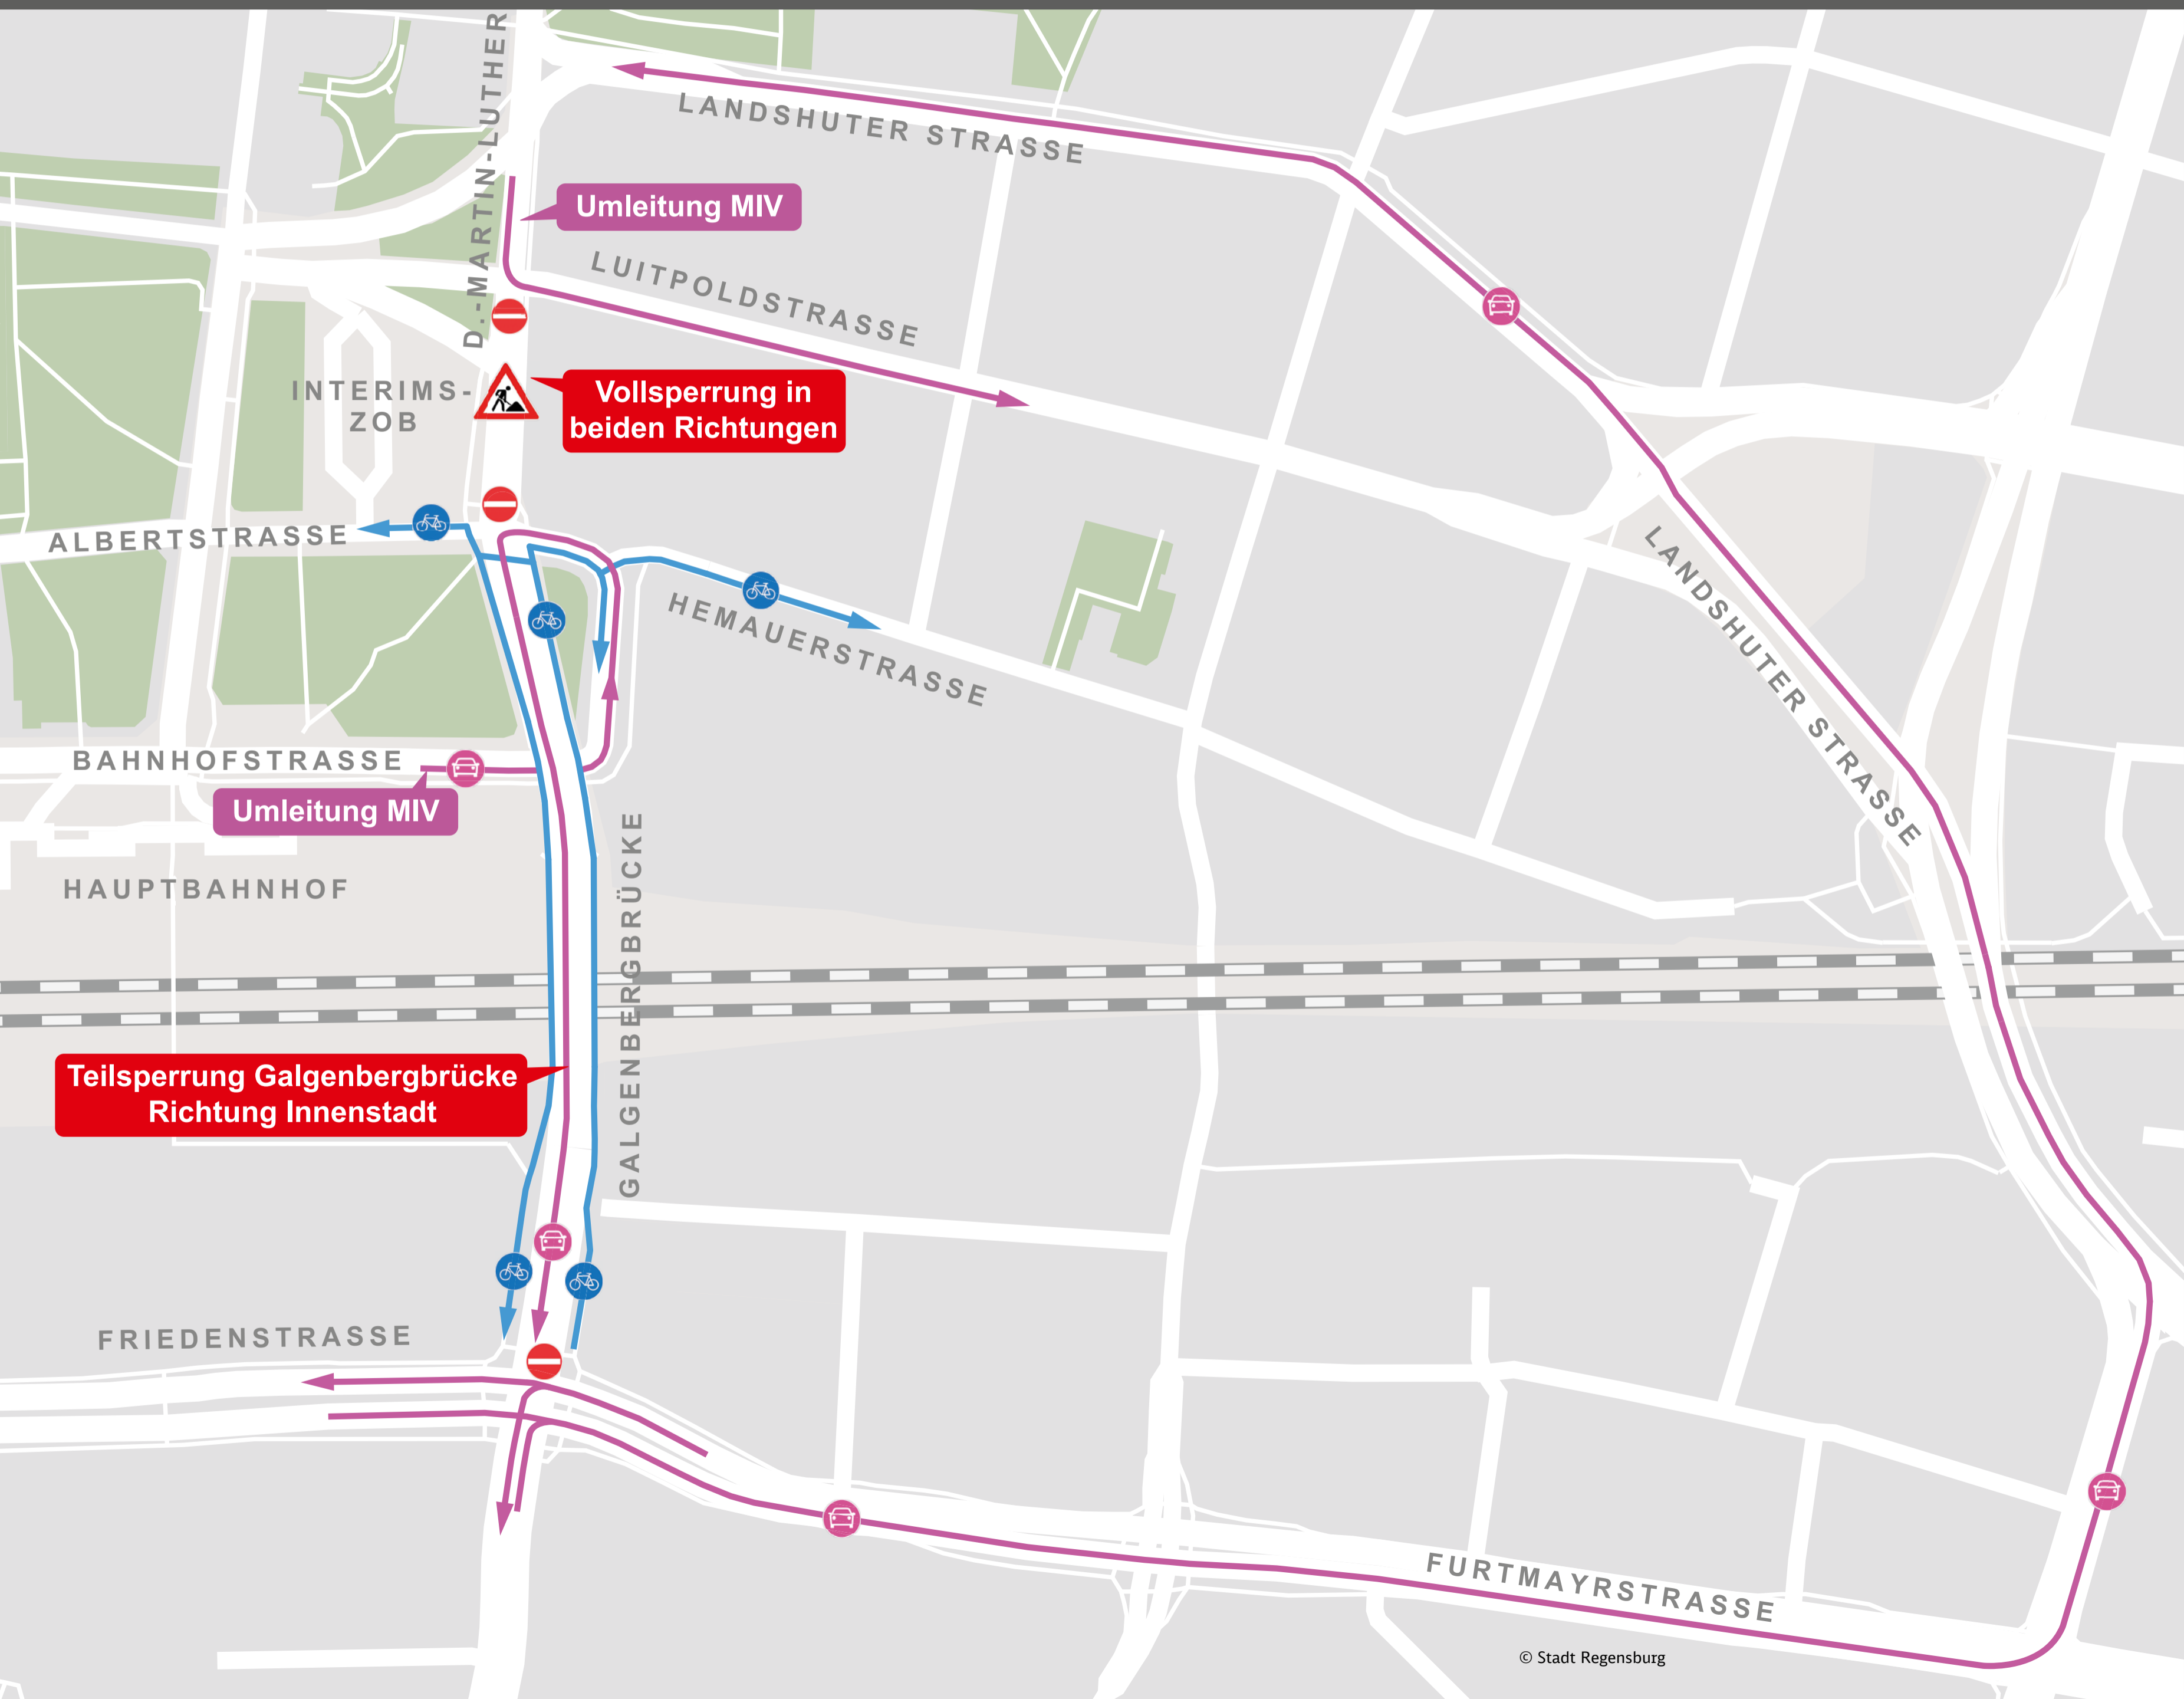 D.-MARTIN-LUTHER
LANDSHUTER STRASSE
Umleitung MIV
LUITPOLDSTRASSE
INTERIMS-
ZOB
Vollsperrung in
beiden Richtungen
ALBERTSTRASSE
HEMAUERSTRASSE
LANDSHUTER STRASSE
BAHNHOFSTRASSE
Umleitung MIV
HAUPTBAHNHOF
GALGENBERGBRÜCKE
Teilsperrung Galgenbergbrücke
Richtung Innenstadt
FRIEDENSTRASSE
FURTMAYRSTRASSE
© Stadt Regensburg